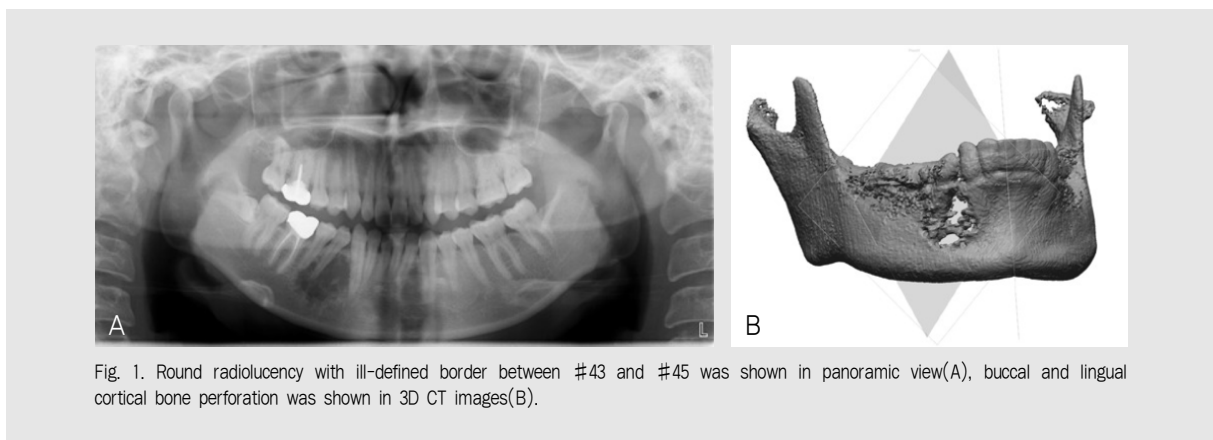 A
L
B
Fig. 1. Round radiolucency with ill-defined border between ♯43 and ♯45 was shown in panoramic view(A), buccal and lingual
cortical bone perforation was shown in 3D CT images(B).